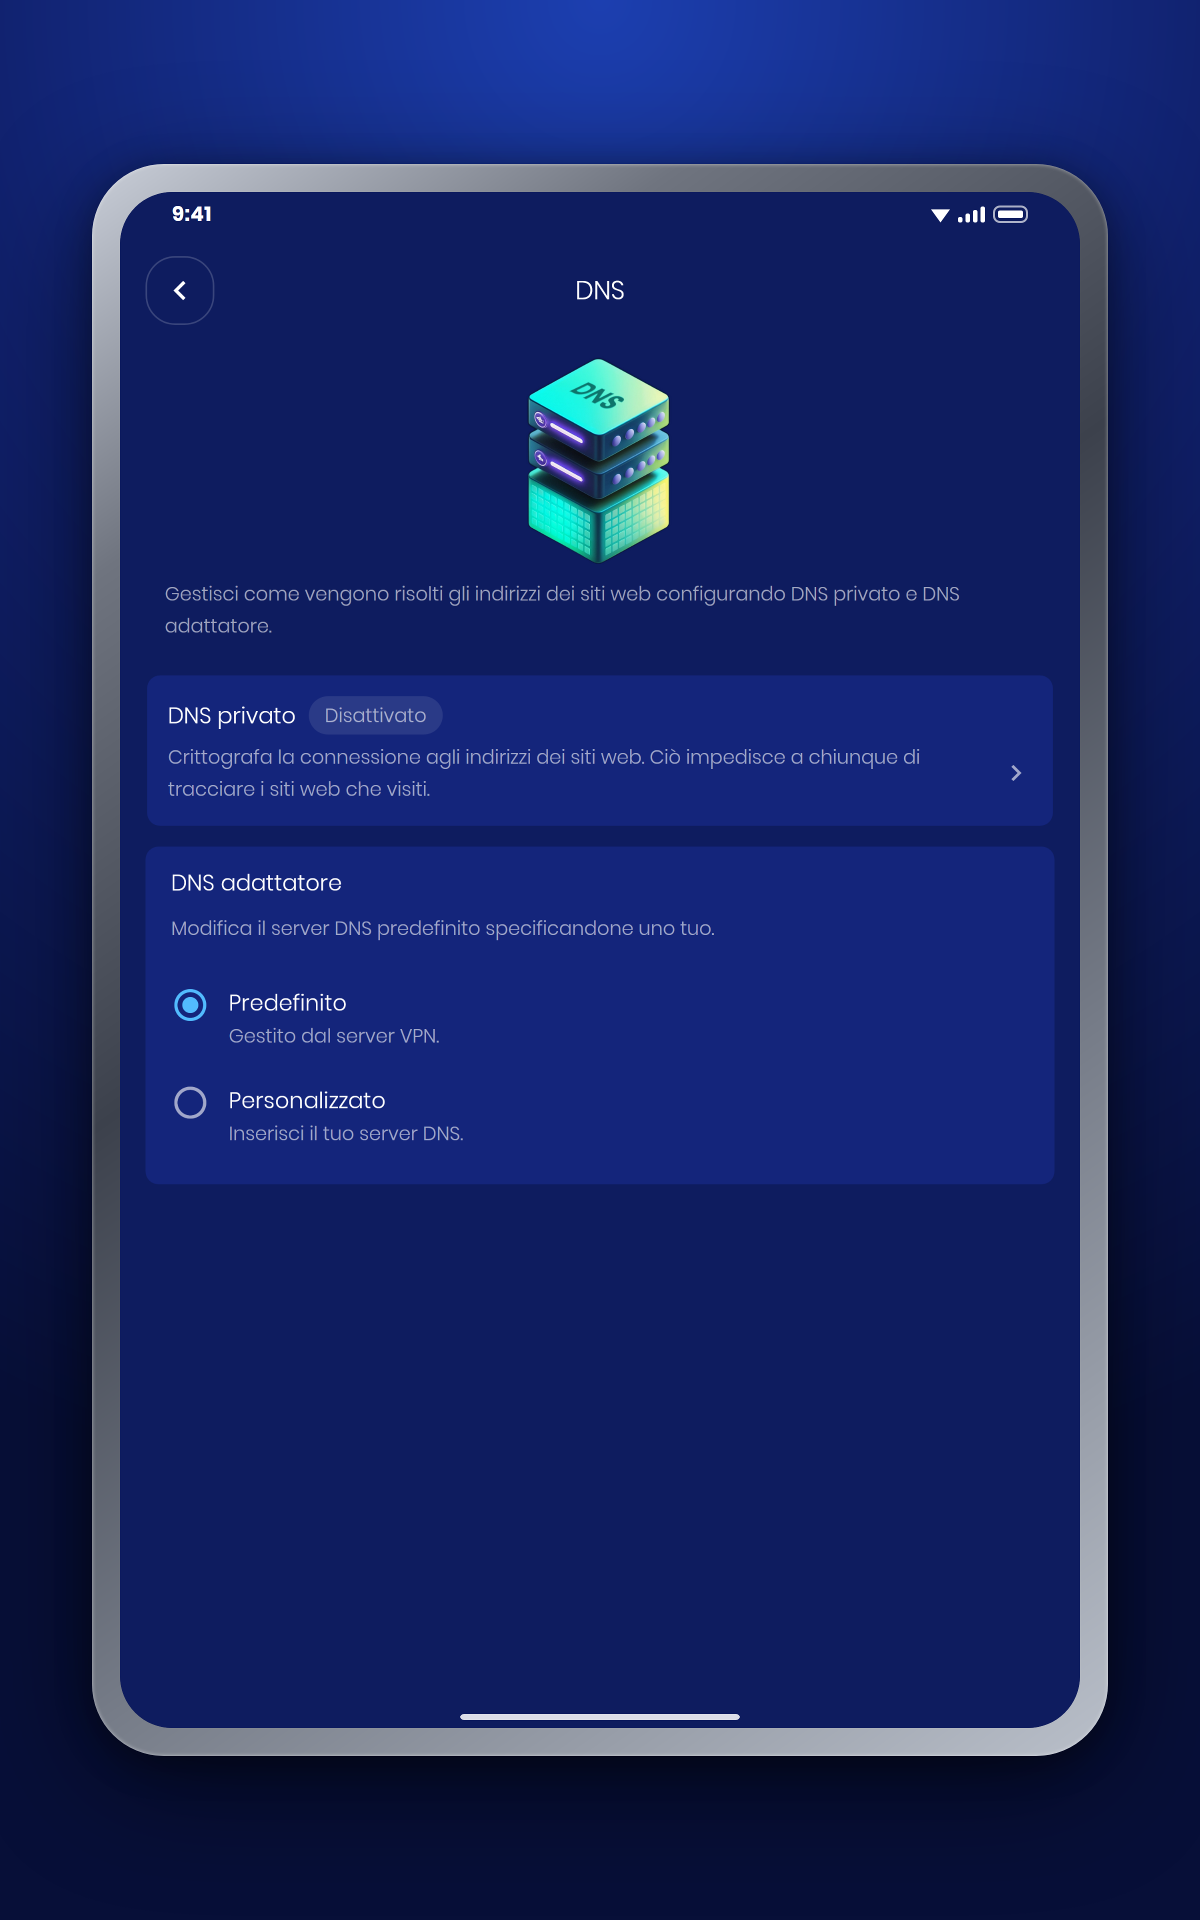 9:41
DNS
DNS
Gestisci come vengono risolti gli indirizzi dei siti web configurando DNS privato e DNS
adattatore.
DNS privato Disattivato
Crittografa la connessione agli indirizzi dei siti web. Ciò impedisce a chiunque di
tracciare i siti web che visiti.
DNS adattatore
Modifica il server DNS predefinito specificandone uno tuo.
Predefinito
Gestito dal server VPN.
Personalizzato
Inserisci il tuo server DNS.